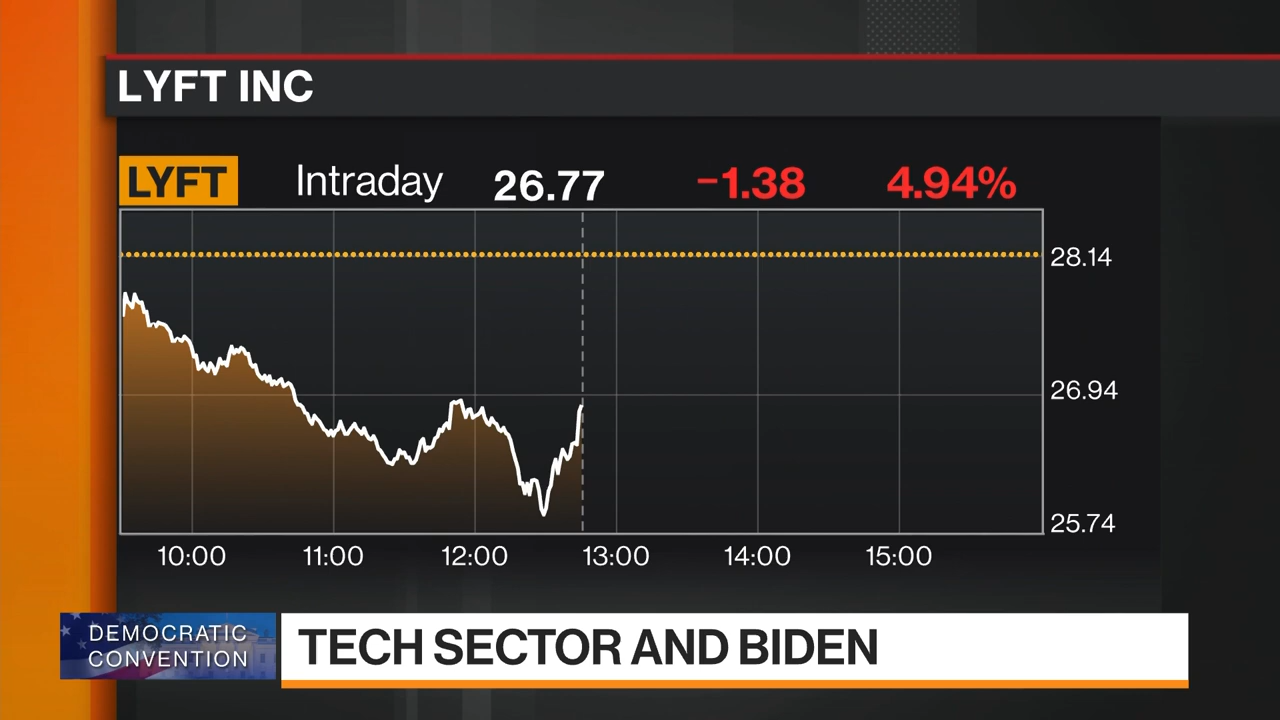 LYFT INC
LYFT Intraday 26.77 −1.38 4.94%
28.14
26.94
25.74
10:00 11:00 12:00 13:00 14:00 15:00
DEMOCRATIC
CONVENTION
TECH SECTOR AND BIDEN